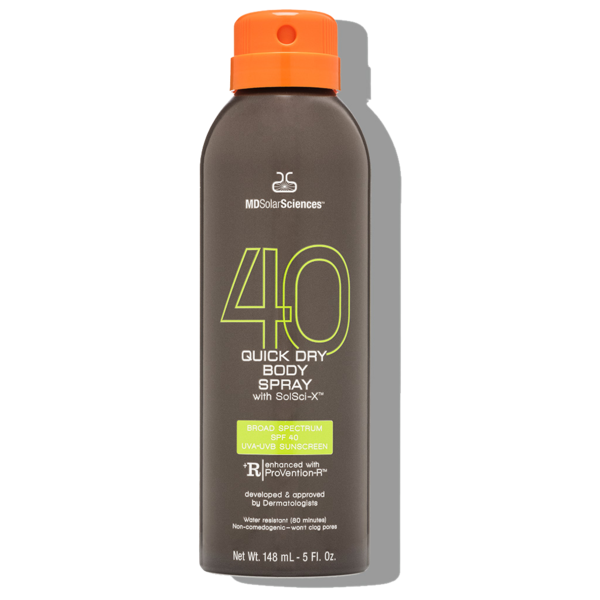 MDSolarSciences™
40
QUICK DRY
BODY
SPRAY
with SolSci-X™
BROAD SPECTRUM
SPF 40
UVA-UVB SUNSCREEN
+R enhanced with
ProVention-R™
developed & approved
by Dermatologists
Water resistant (80 minutes)
Non-comedogenic-won't clog pores
Net Wt. 148 mL - 5 Fl. Oz.